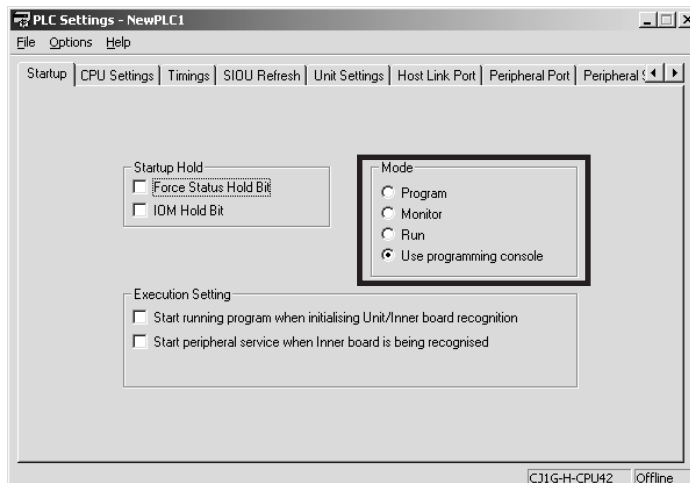 PLC Settings - NewPLC1
File Options Help
Startup CPU Settings Timings SIOU Refresh Unit Settings Host Link Port Peripheral Port Peripheral
Startup Hold
Force Status Hold Bit
IOM Hold Bit
Mode
Program
Monitor
Run
Use programming console
Execution Setting
Start running program when initialising Unit/Inner board recognition
Start peripheral service when Inner board is being recognised
CJ1G-H-CPU42 Offline